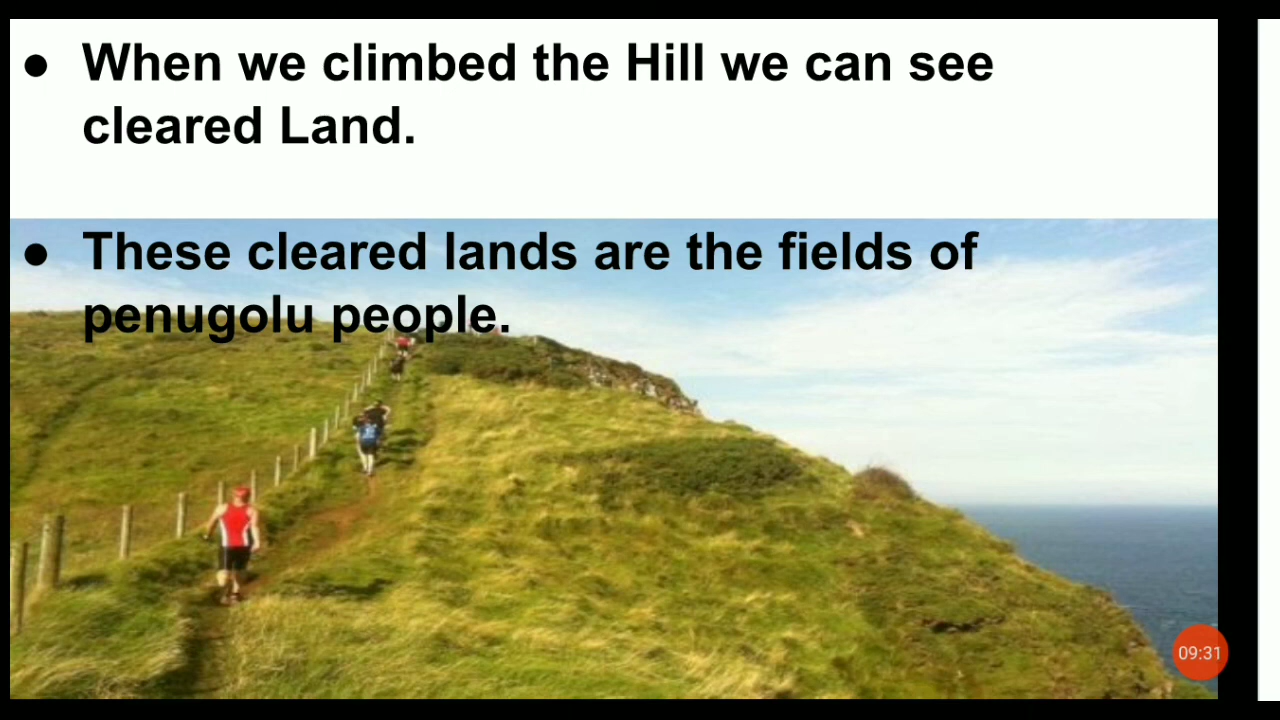 ● When we climbed the Hill we can see
cleared Land.
● These cleared lands are the fields of
penugolu people.
09:31